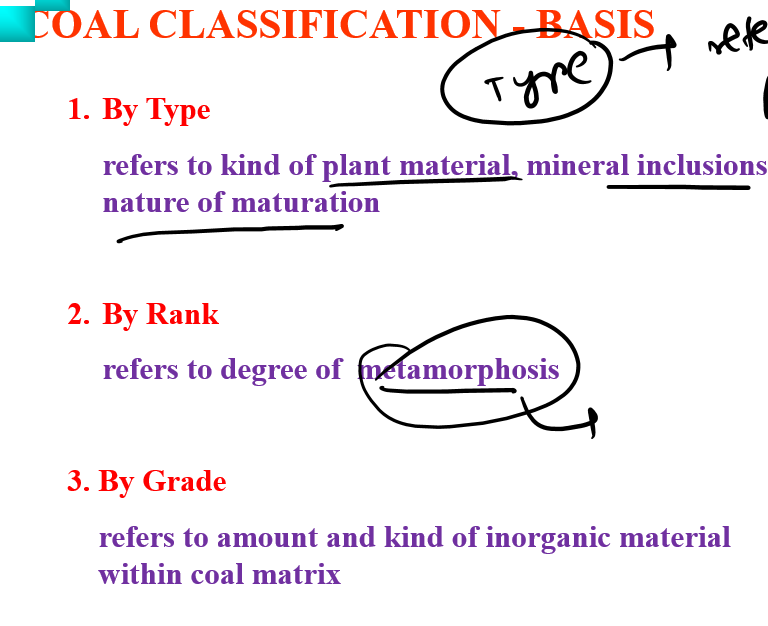 COAL CLASSIFICATION - BASIS
Type → refe
1. By Type
refers to kind of plant material, mineral inclusions
nature of maturation
2. By Rank
refers to degree of metamorphosis
3. By Grade
refers to amount and kind of inorganic material
within coal matrix